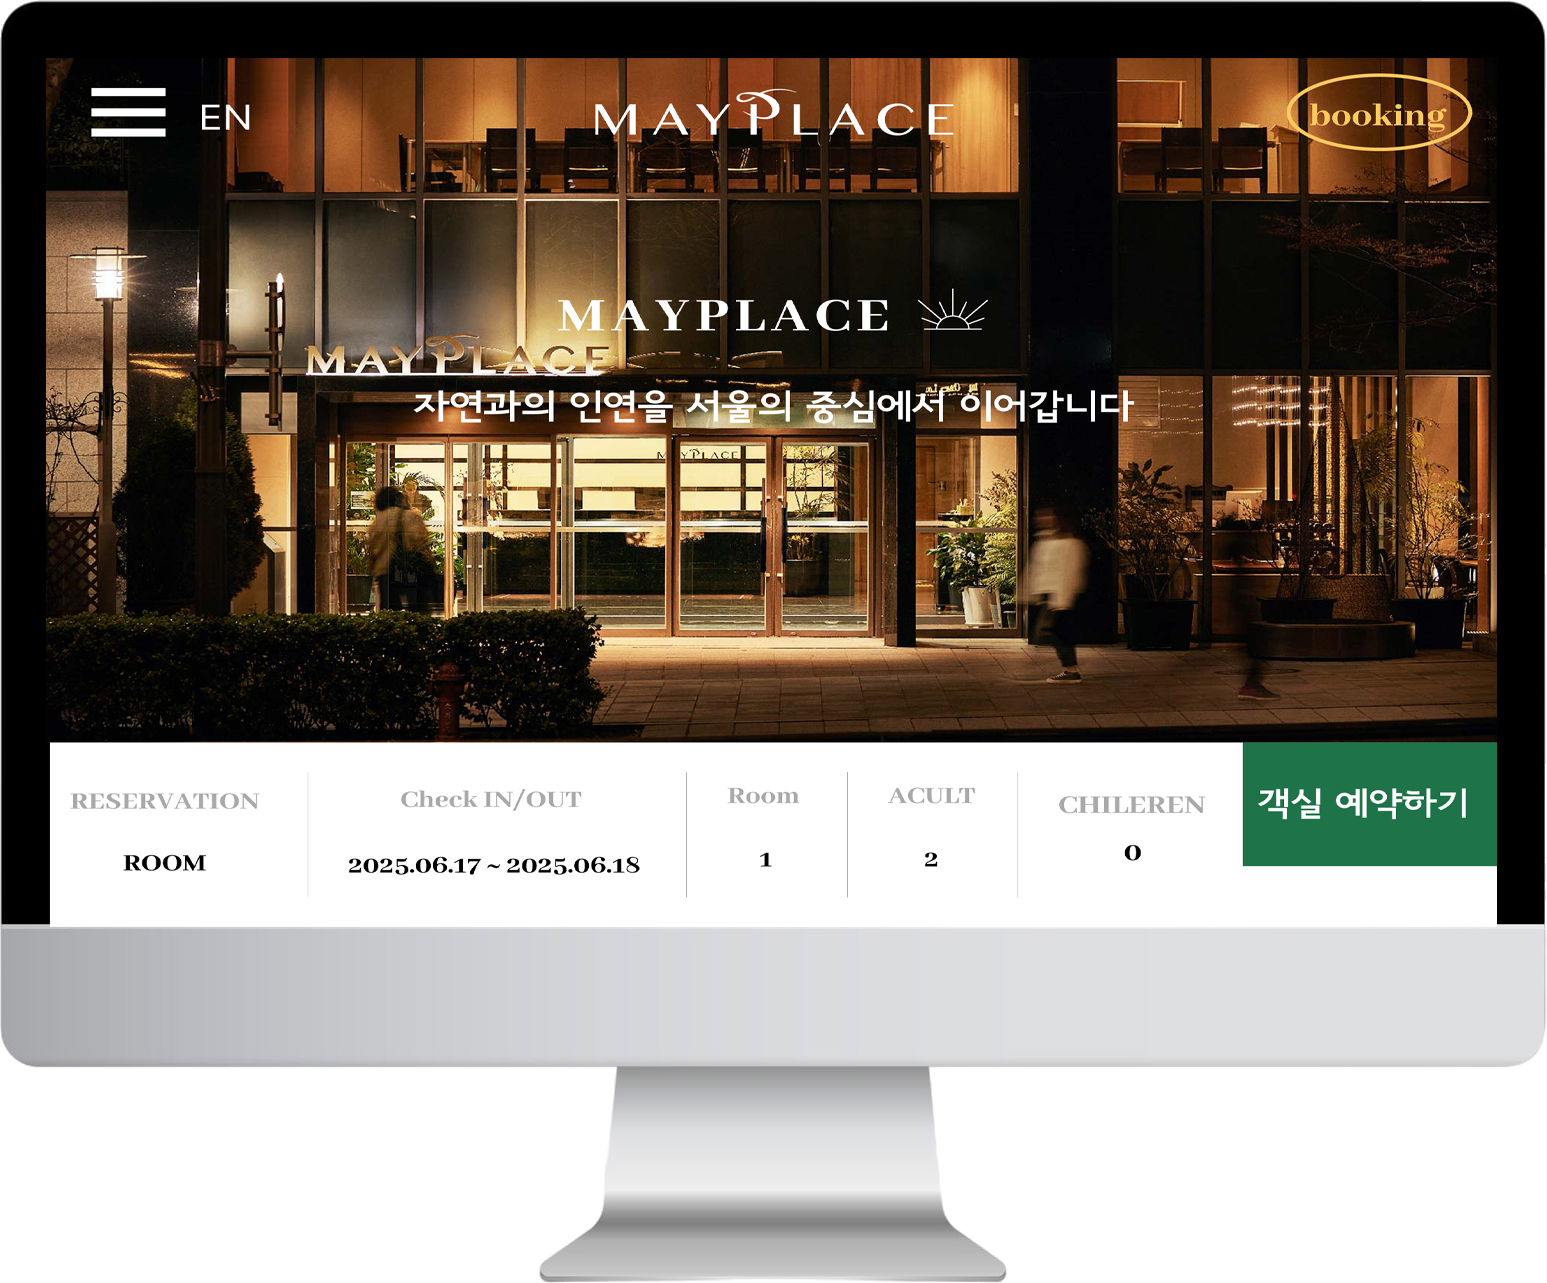 EN
MAYPLACE
booking
MAYPLACE
MAYPLACE
자연과의 인연을 서울의 중심에서 이어갑니다
MAYPLACE
RESERVATION
Check IN/OUT
Room
ACULT
CHILEREN
객실 예약하기
ROOM
2025.06.17 ~ 2025.06.18
1
2
0